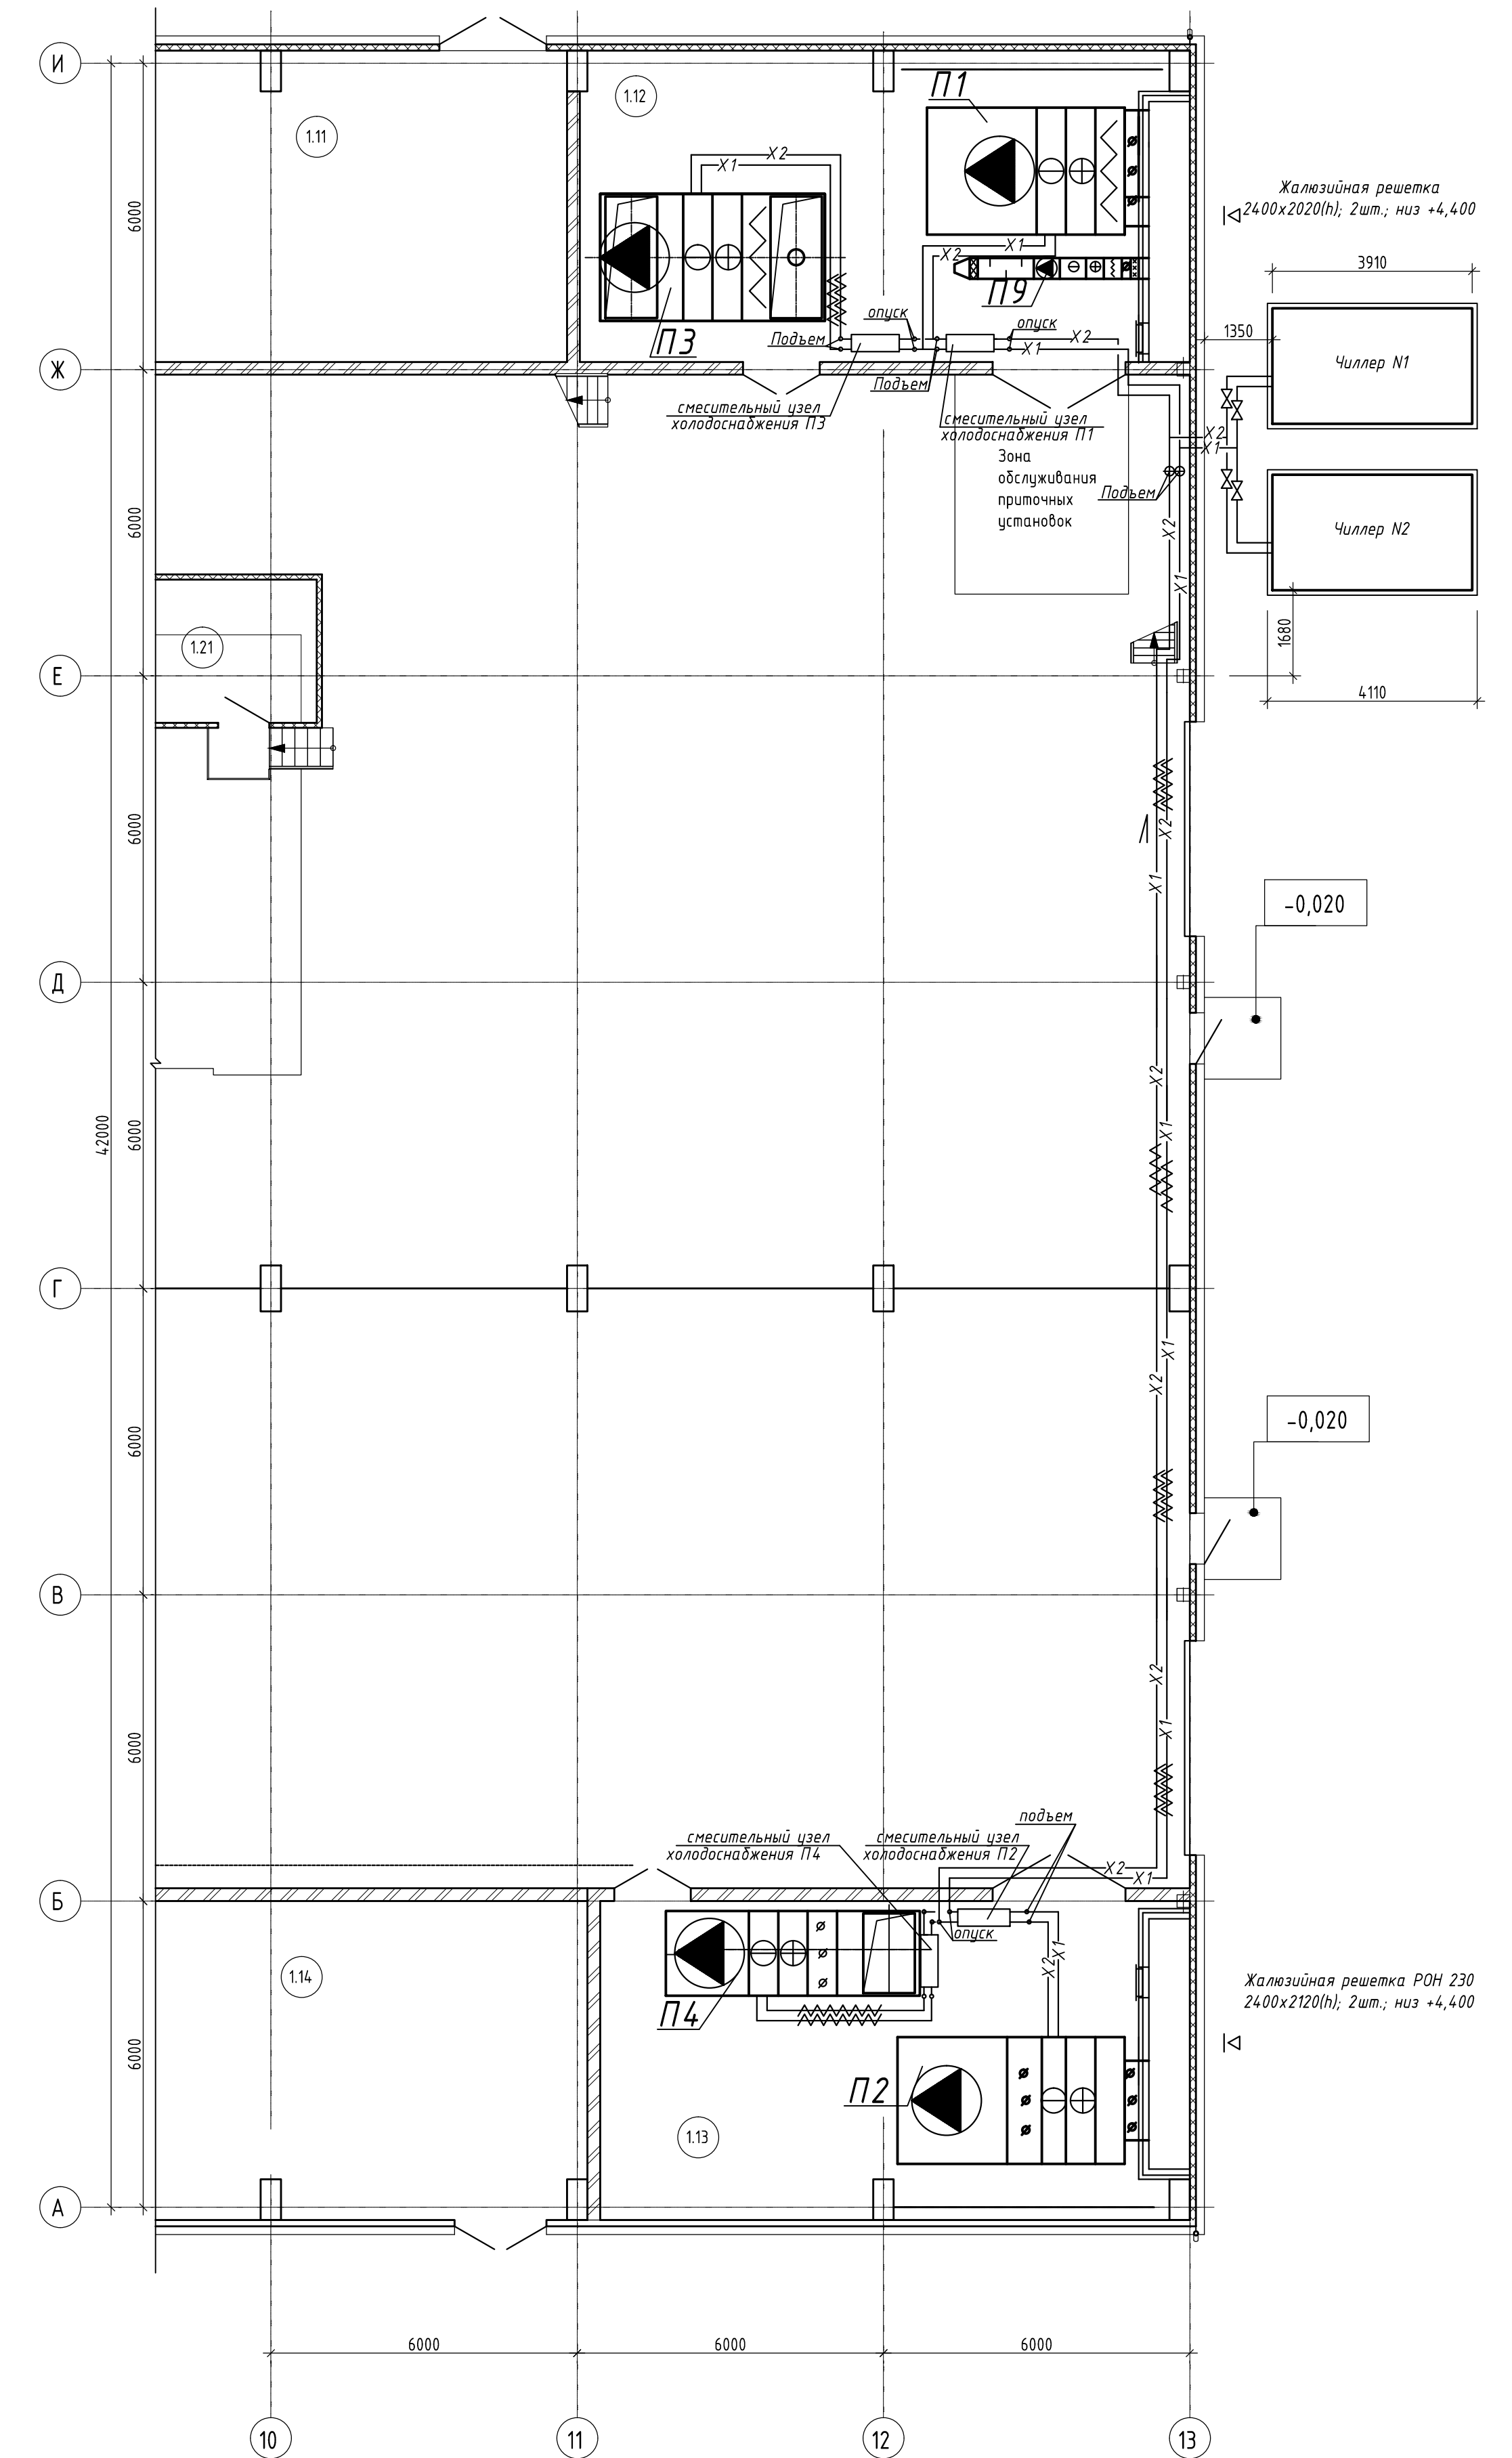 И
1.12
П1
1.11
Х2
Х1
Жалюзийная решетка
2400х2020(h); 2шт.; низ +4,400
6000
Х1
Х2
3910
П9
опуск
опуск
П3
Подъем
Х2
Х1
1350
Чиллер N1
Ж
Подъем
смесительный узел
холодоснабжения П3
смесительный узел
холодоснабжения П1
Х2
Х1
Зона
обслуживания
приточных
установок
Подъем
6000
Х2
Чиллер N2
Х1
1680
1.21
Е
4110
6000
Х2
Х1
-0,020
Д
Х2
42000
6000
Х1
Г
Х1
Х2
-0,020
6000
В
Х2
Х1
6000
подъем
смесительный узел
холодоснабжения П4
смесительный узел
холодоснабжения П2
Х2
Х1
Б
опуск
Х2
Х1
1.14
П4
Жалюзийная решетка РОН 230
2400х2120(h); 2шт.; низ +4,400
6000
П2
1.13
А
6000
6000
6000
10
11
12
13